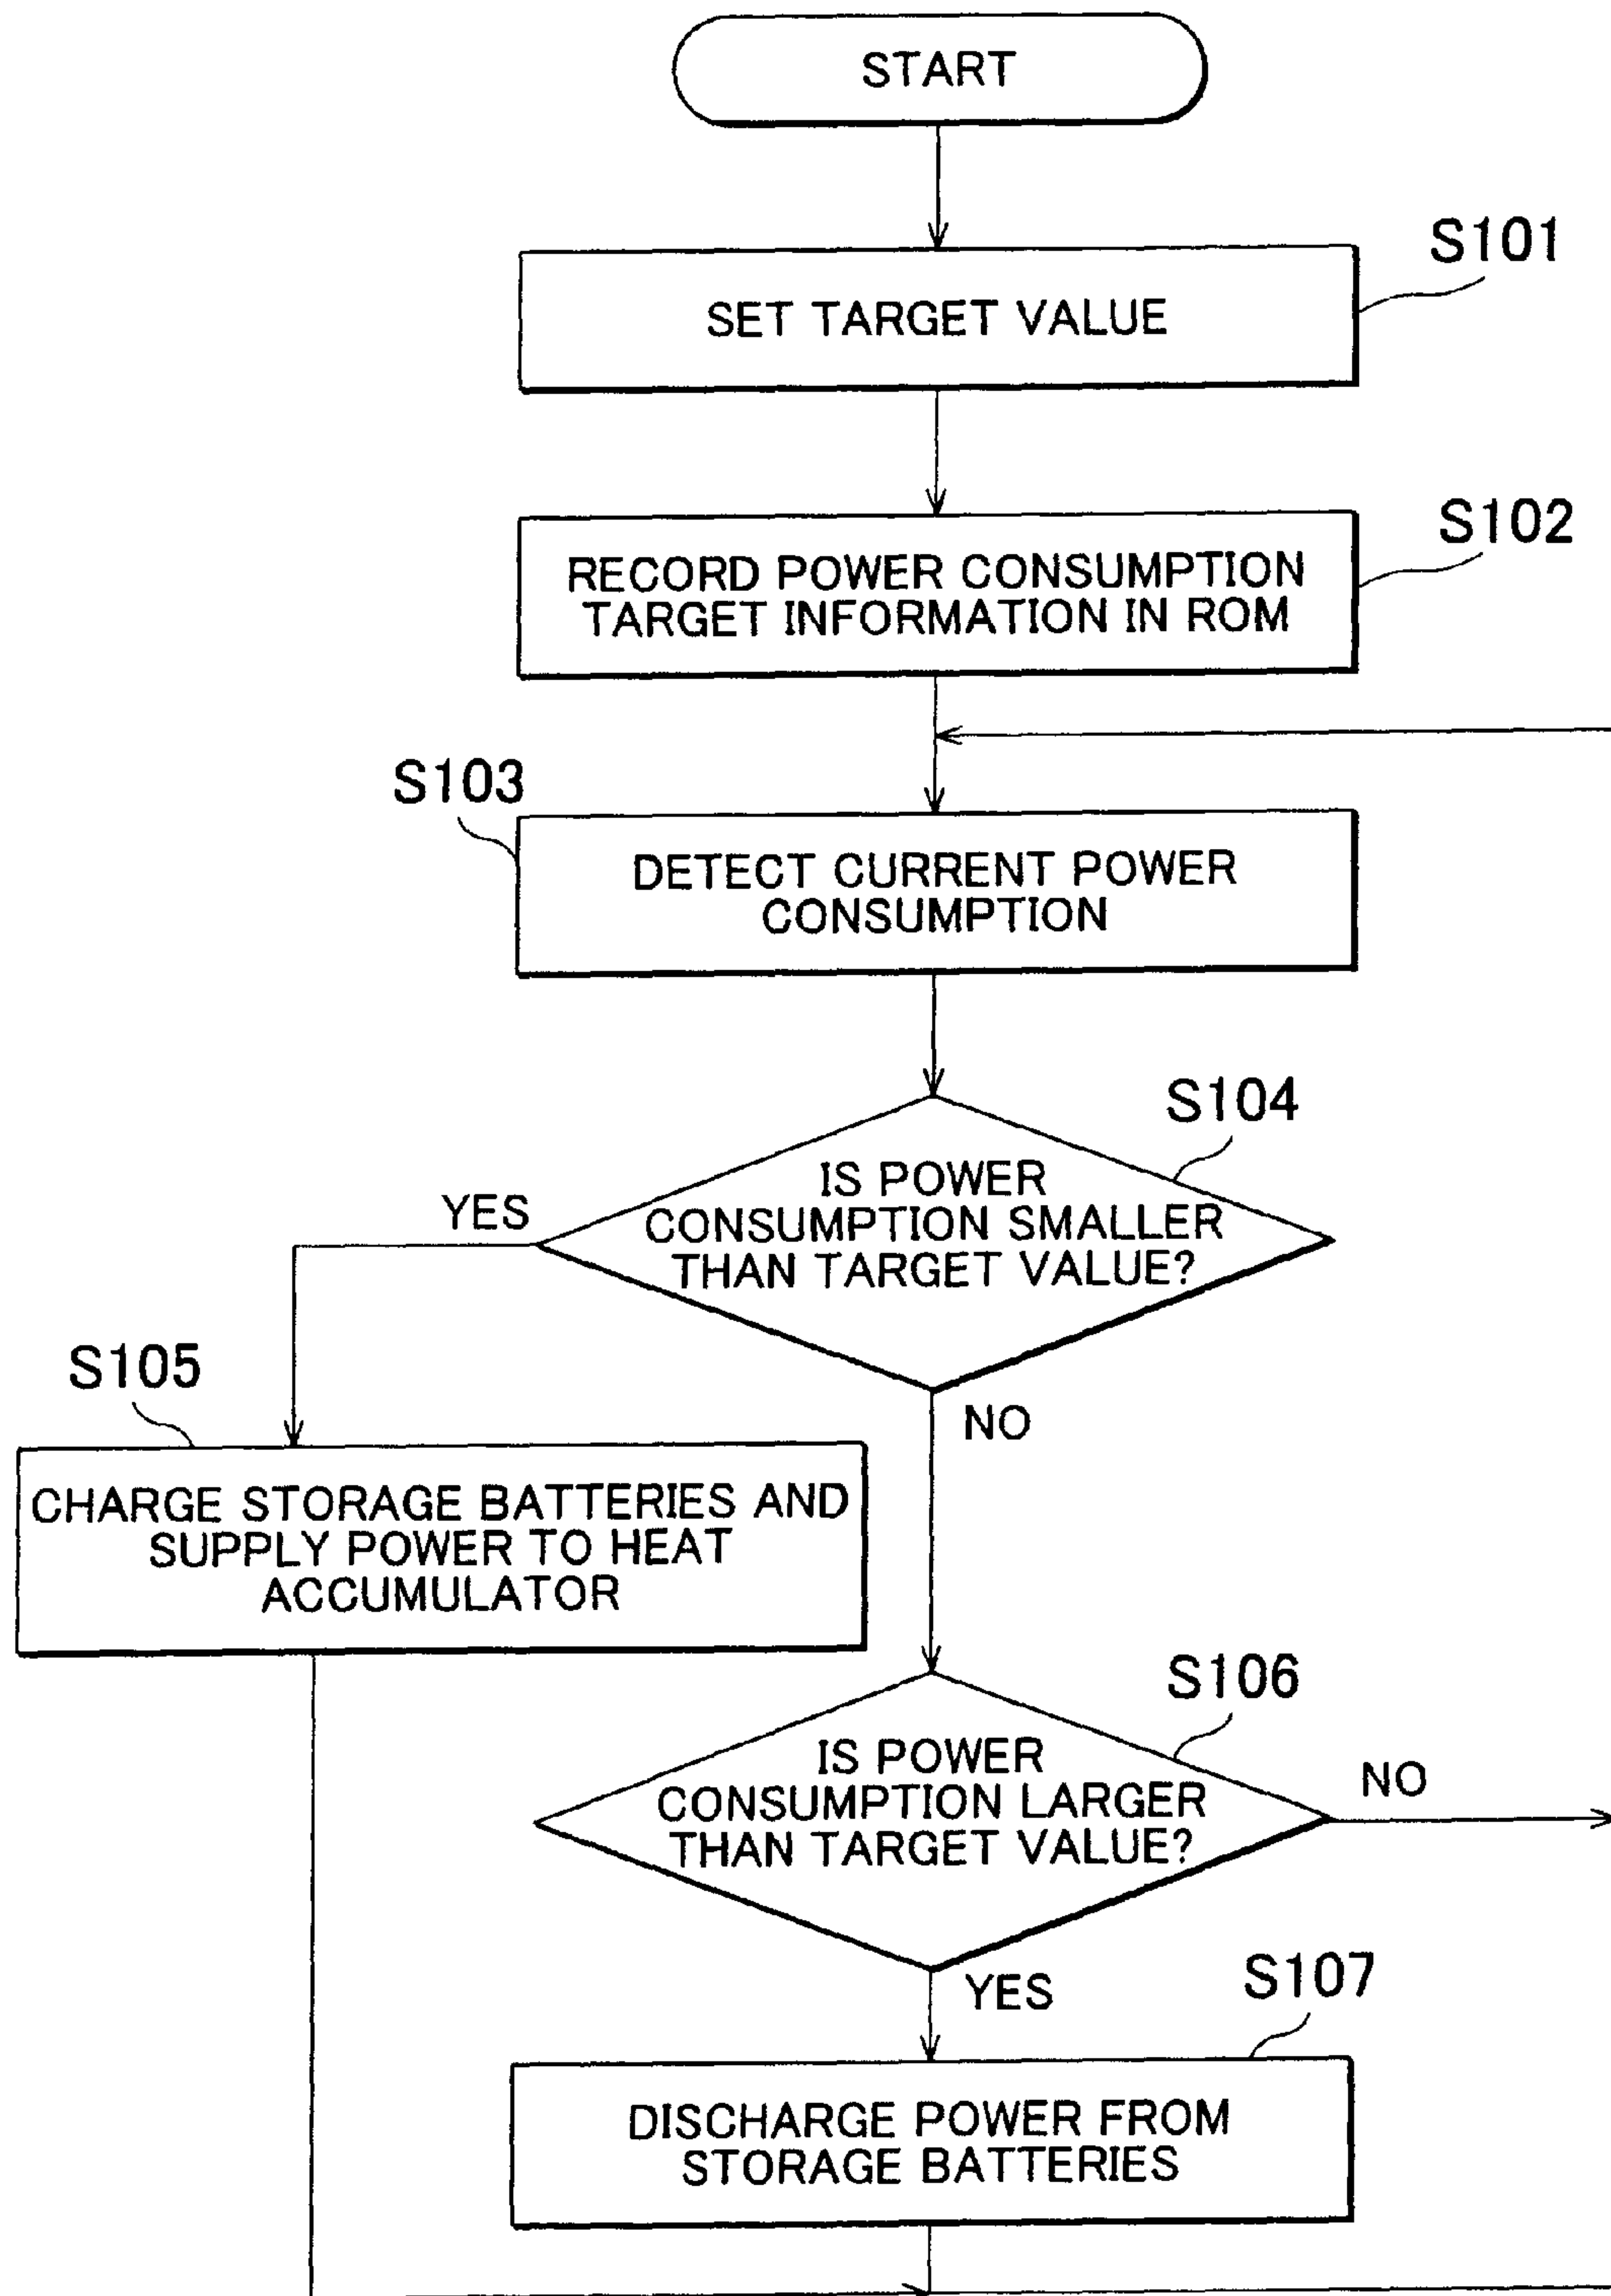 START
S101
SET TARGET VALUE
S102
RECORD POWER CONSUMPTION
TARGET INFORMATION IN ROM
S103
DETECT CURRENT POWER
CONSUMPTION
S104
IS POWER
CONSUMPTION SMALLER
THAN TARGET VALUE?
YES
NO
S105
CHARGE STORAGE BATTERIES AND
SUPPLY POWER TO HEAT
ACCUMULATOR
S106
IS POWER
CONSUMPTION LARGER
THAN TARGET VALUE?
NO
YES
S107
DISCHARGE POWER FROM
STORAGE BATTERIES